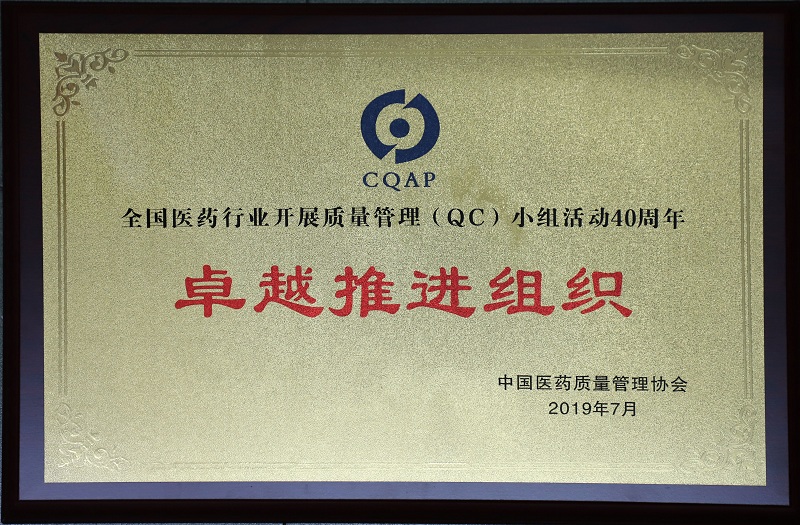 CQAP
全国医药行业开展质量管理（QC）小组活动40周年
卓越推进组织
中国医药质量管理协会
2019年7月